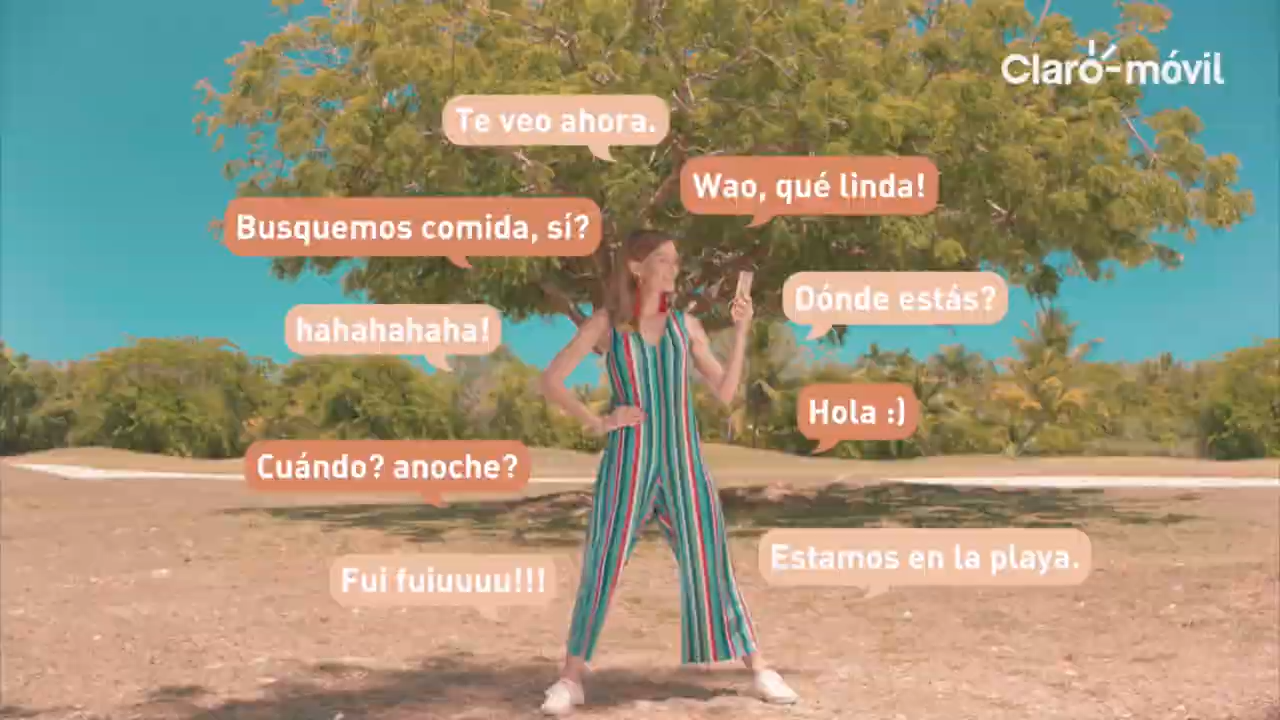 Claro-móvil
Te veo ahora.
Wao, qué linda!
Busquemos comida, sí?
Dónde estás?
hahahahaha!
Hola :)
Cuándo? anoche?
Estamos en la playa.
Fui fuiuuuu!!!